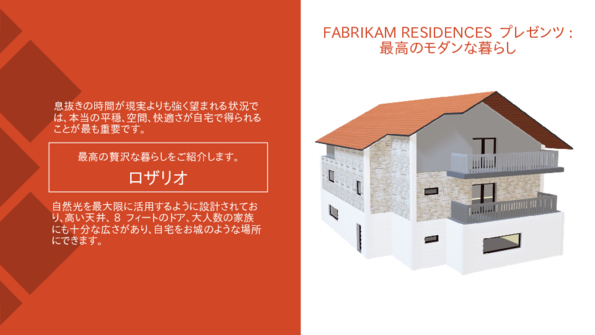 息抜きの時間が現実よりも強く望まれる状況で
は、本当の平穏、空間、快適さが自宅で得られる
ことが最も重要です。
最高の贅沢な暮らしをご紹介します。
ロザリオ
自然光を最大限に活用するように設計されてお
り、高い天井、8 フィートのドア、大人数の家族
にも十分な広さがあり、自宅をお城のような場所
にできます。
FABRIKAM RESIDENCES プレゼンツ :
最高のモダンな暮らし